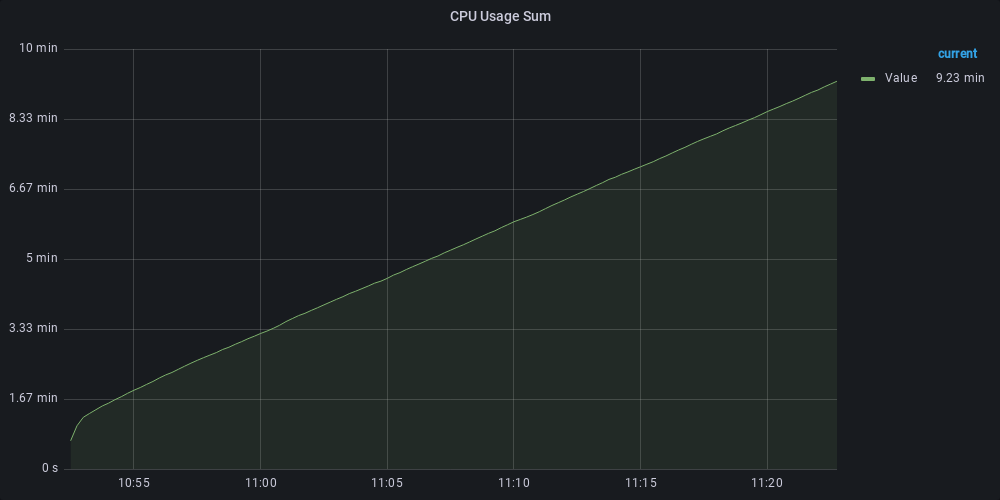 CPU Usage Sum
10 min
8.33 min
6.67 min
5 min
3.33 min
1.67 min
0 s
10:55 11:00 11:05 11:10 11:15 11:20
current
Value 9.23 min